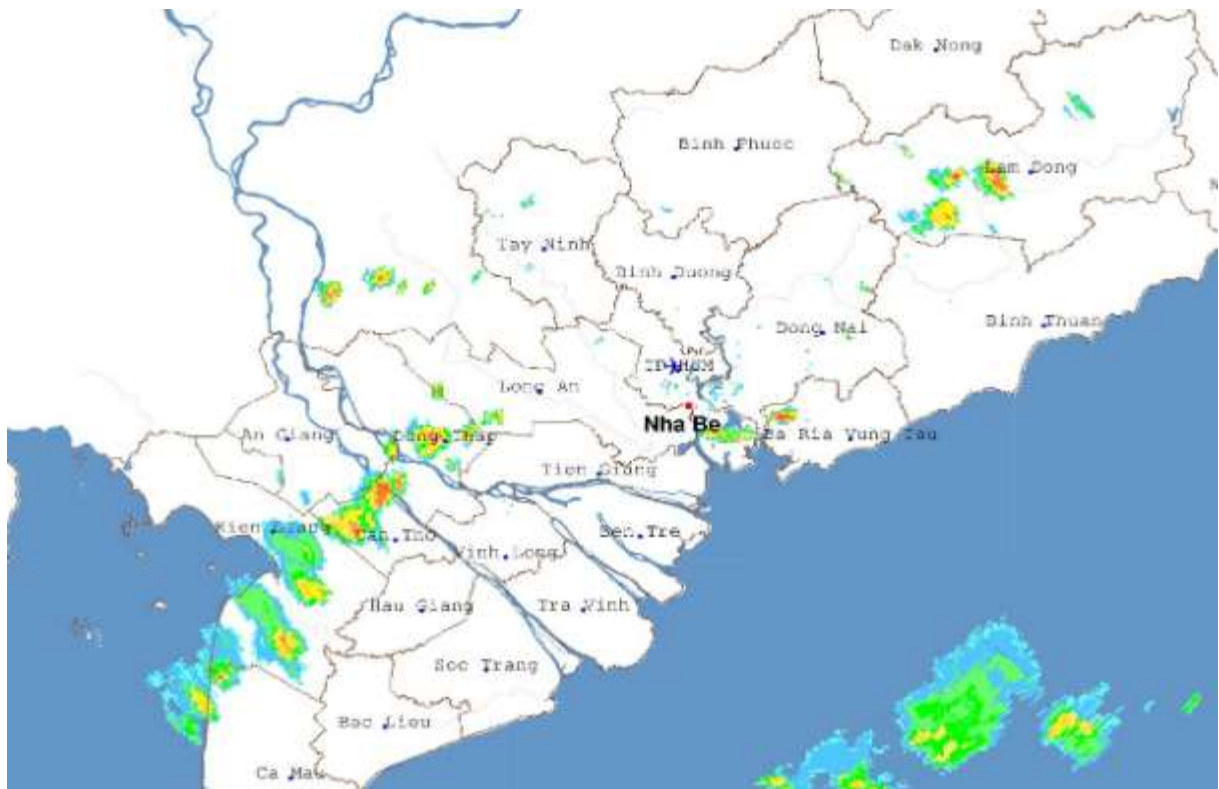 Dak Nong
Binh Phuoc
Lam Dong
Tay Ninh
Binh Duong
Dong Nai
Binh Thuan
TP HCM
Long An
Nha Be
An Giang
Dong Thap
Ba Ria Vung Tau
Tien Giang
Kien Giang
Can Tho
Ben Tre
Vinh Long
Hau Giang
Tra Vinh
Soc Trang
Bac Lieu
Ca Mau